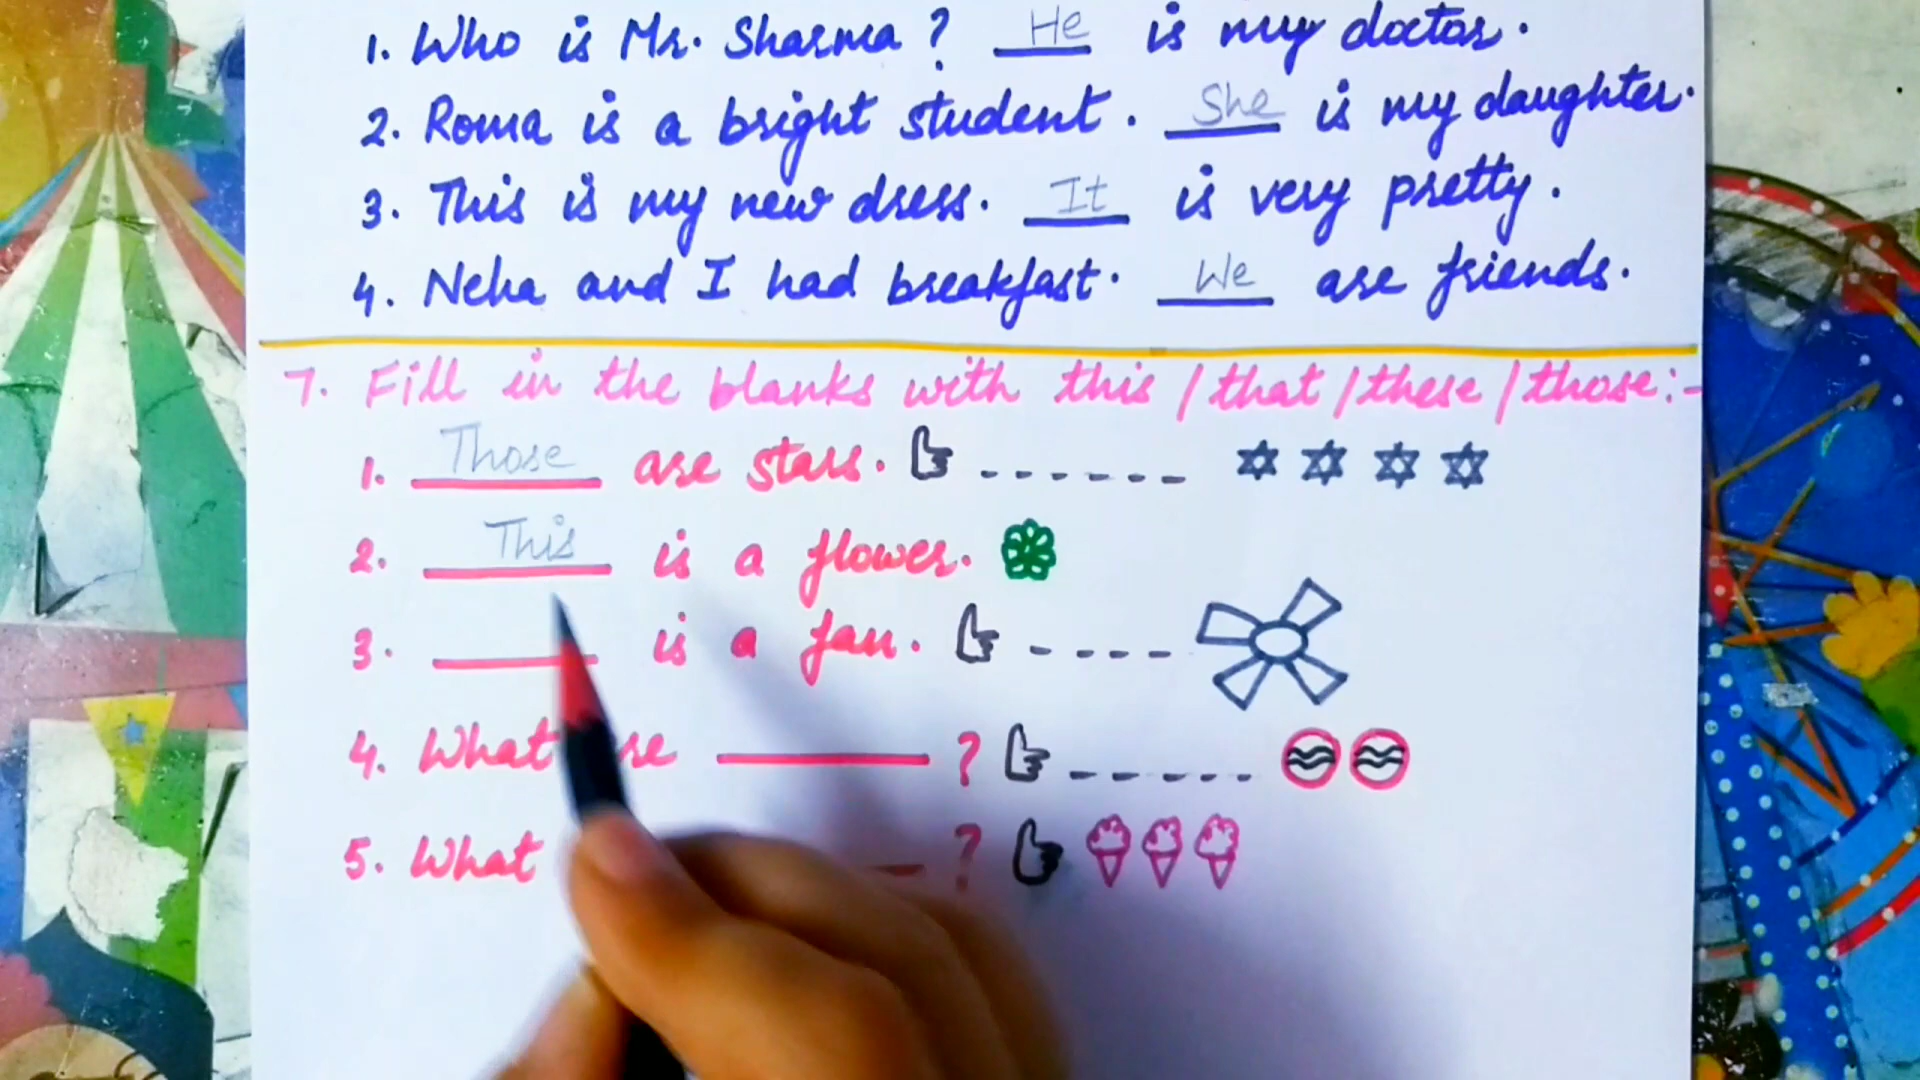 1. Who is Mr. Sharma? He is my doctor.
2. Roma is a bright student. She is my daughter.
3. This is my new dress. It is very pretty.
4. Neha and I had breakfast. We are friends.
7. Fill in the blanks with this / that / these / those:-
1. Those are stars.
2. This is a flower.
3. ______ is a fan.
4. What ______ ?
5. What ______ ?